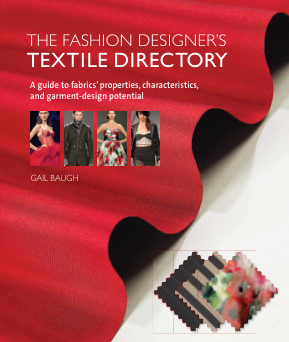 THE FASHION DESIGNER'S
TEXTILE DIRECTORY
A guide to fabrics' properties, characteristics,
and garment-design potential
GAIL BAUGH